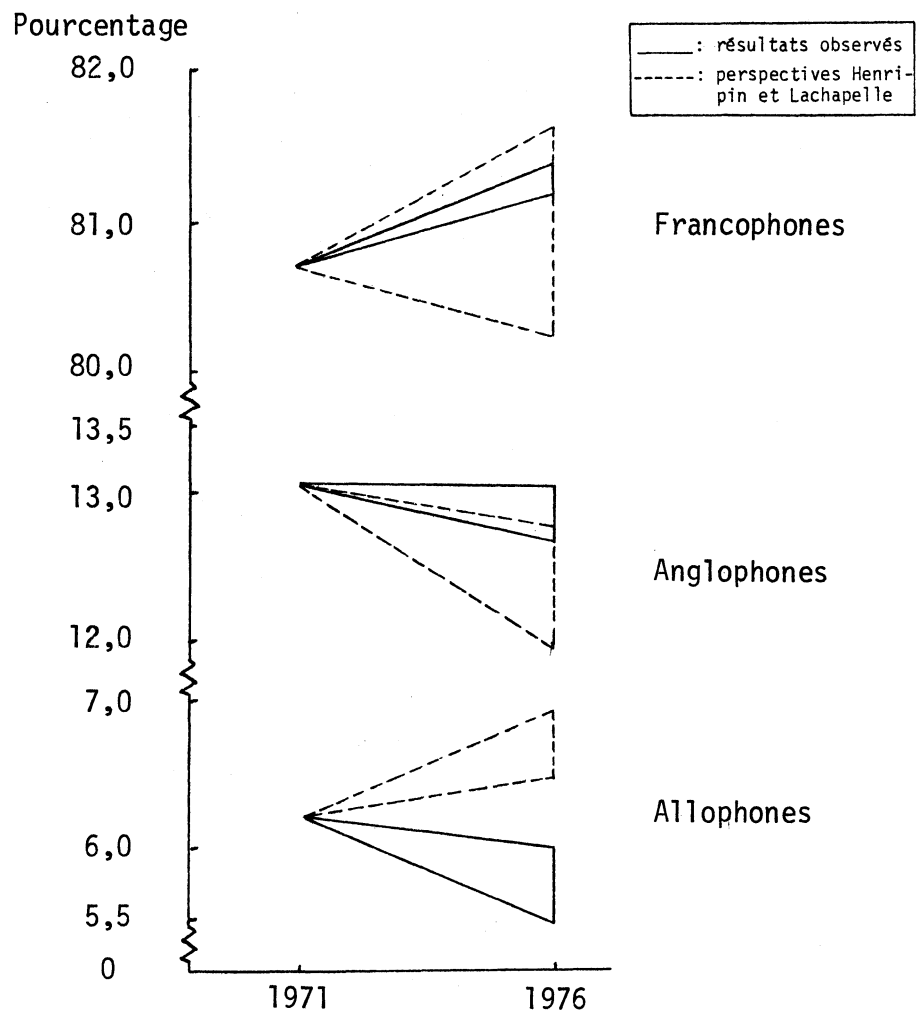 Pourcentage
82,0
81,0
80,0
13,5
13,0
12,0
7,0
6,0
5,5
0
1971 1976
: résultats observés
: perspectives Henri-
pin et Lachapelle
Francophones
Anglophones
Allophones